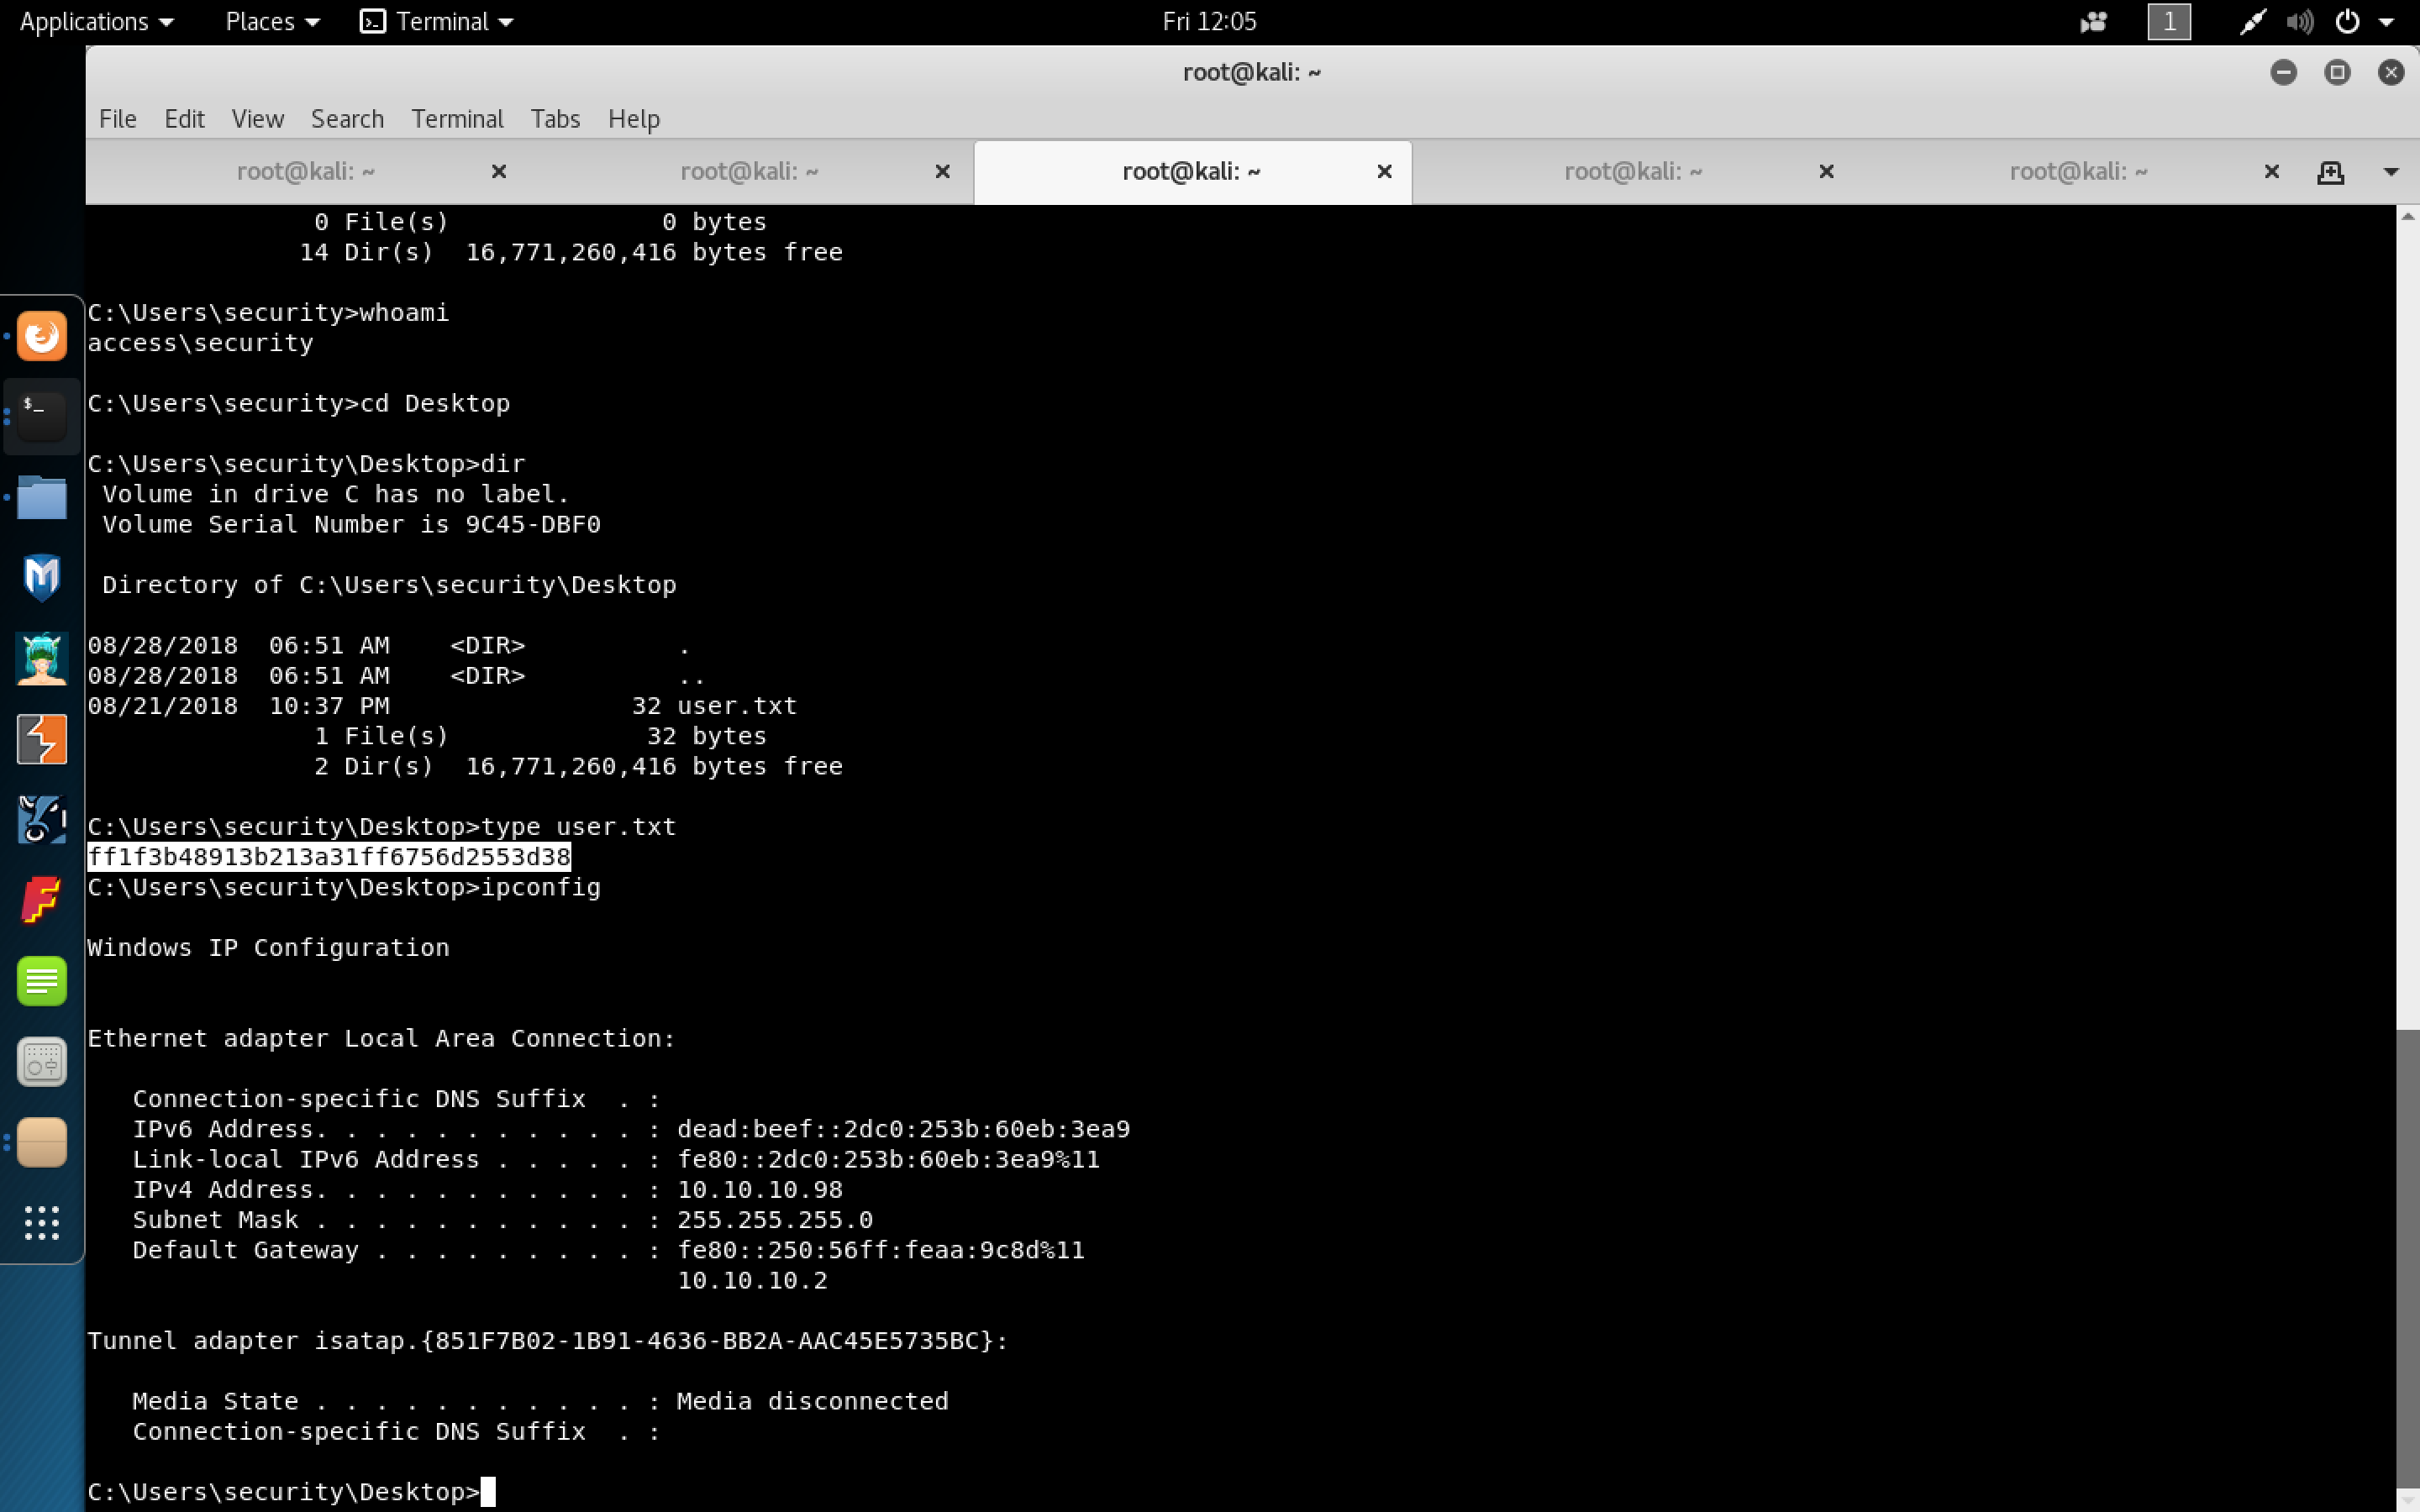 Applications Places Terminal Fri 12:05 1
root@kali: ~
File Edit View Search Terminal Tabs Help
root@kali: ~ root@kali: ~ root@kali: ~ root@kali: ~ root@kali: ~
0 File(s) 0 bytes
14 Dir(s) 16,771,260,416 bytes free
C:\Users\security>whoami
access\security
C:\Users\security>cd Desktop
C:\Users\security\Desktop>dir
Volume in drive C has no label.
Volume Serial Number is 9C45-DBF0
Directory of C:\Users\security\Desktop
08/28/2018 06:51 AM <DIR> .
08/28/2018 06:51 AM <DIR> ..
08/21/2018 10:37 PM 32 user.txt
1 File(s) 32 bytes
2 Dir(s) 16,771,260,416 bytes free
C:\Users\security\Desktop>type user.txt
ff1f3b48913b213a31ff6756d2553d38
C:\Users\security\Desktop>ipconfig
Windows IP Configuration
Ethernet adapter Local Area Connection:
Connection-specific DNS Suffix . :
IPv6 Address. . . . . . . . . . . : dead:beef::2dc0:253b:60eb:3ea9
Link-local IPv6 Address . . . . . : fe80::2dc0:253b:60eb:3ea9%11
IPv4 Address. . . . . . . . . . . : 10.10.10.98
Subnet Mask . . . . . . . . . . . : 255.255.255.0
Default Gateway . . . . . . . . . : fe80::250:56ff:feaa:9c8d%11
10.10.10.2
Tunnel adapter isatap.{851F7B02-1B91-4636-BB2A-AAC45E5735BC}:
Media State . . . . . . . . . . . : Media disconnected
Connection-specific DNS Suffix . :
C:\Users\security\Desktop>